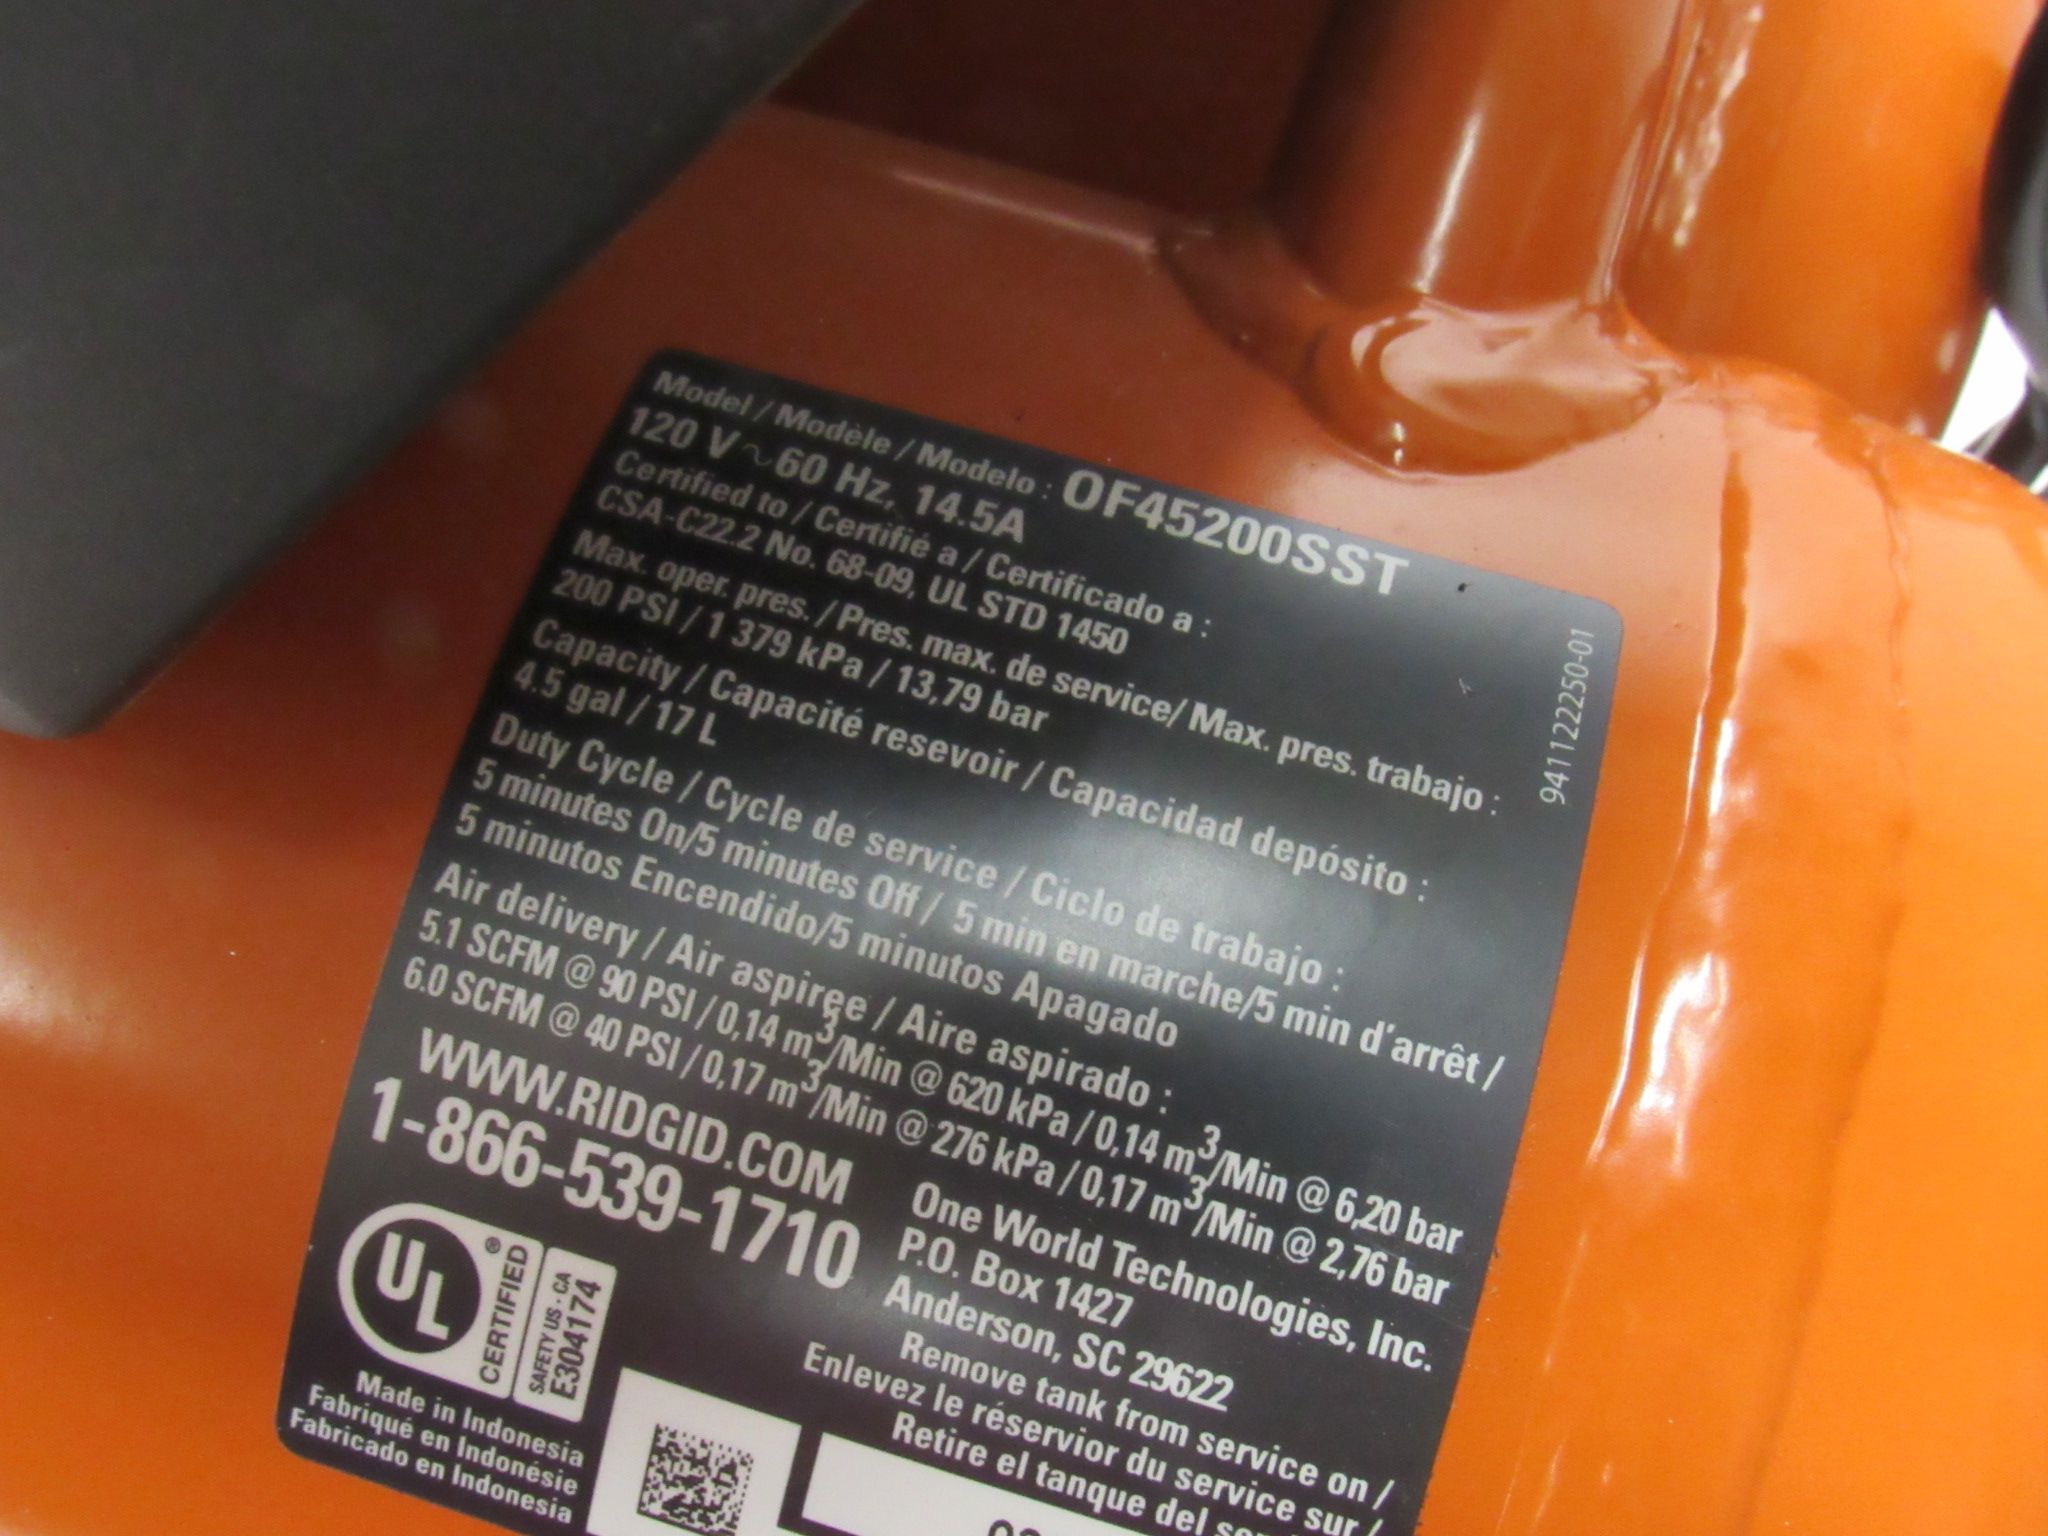 Model / Modèle / Modelo : OF45200SST
120 V ~ 60 Hz, 14.5A
Certified to / Certifié a / Certificado a :
CSA-C22.2 No. 68-09, UL STD 1450
Max. oper. pres. / Pres. max. de service/ Max. pres. trabajo :
200 PSI / 1 379 kPa / 13,79 bar
Capacity / Capacité resevoir / Capacidad depósito :
4.5 gal / 17 L
Duty Cycle / Cycle de service / Ciclo de trabajo :
5 minutes On/5 minutes Off / 5 min en marche/5 min d'arrêt /
5 minutos Encendido/5 minutos Apagado
Air delivery / Air aspiree / Aire aspirado :
5.1 SCFM @ 90 PSI / 0,14 m³/Min @ 620 kPa / 0,14 m³/Min @ 6,20 bar
6.0 SCFM @ 40 PSI / 0,17 m³/Min @ 276 kPa / 0,17 m³/Min @ 2,76 bar
WWW.RIDGID.COM
1-866-539-1710
One World Technologies, Inc.
P.O. Box 1427
Anderson, SC 29622
Remove tank from service on /
Enlevez le réservior du service sur /
Retire el tanque del
UL ® CERTIFIED
SAFETY US - CA
E304174
Made in Indonesia
Fabriqué en Indonésie
Fabricado en Indonesia
941122250-01